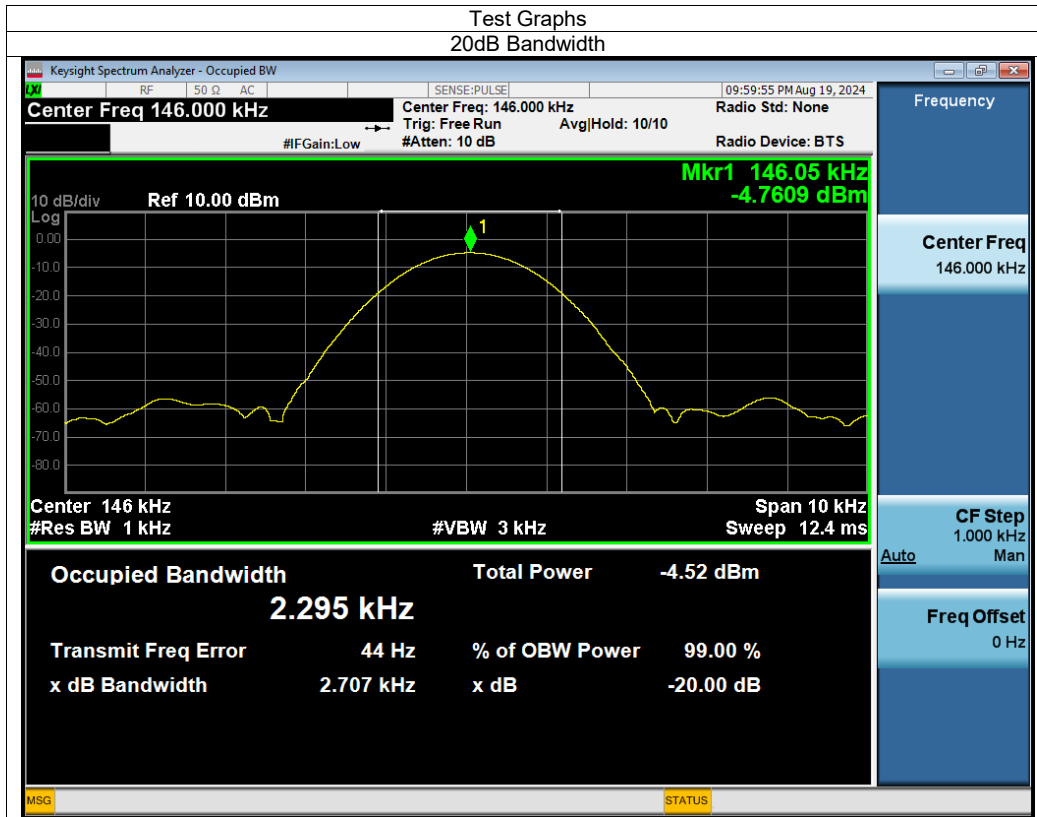 Test Graphs
20dB Bandwidth
Keysight Spectrum Analyzer - Occupied BW
LXI RF 50 Ω AC SENSE:PULSE 09:59:55 PM Aug 19, 2024
Center Freq 146.000 kHz
Center Freq: 146.000 kHz Radio Std: None
Trig: Free Run Avg|Hold: 10/10
#IFGain:Low #Atten: 10 dB Radio Device: BTS
Frequency
Mkr1 146.05 kHz
-4.7609 dBm
10 dB/div Ref 10.00 dBm
Log
1
0.00
-10.0
-20.0
-30.0
-40.0
-50.0
-60.0
-70.0
-80.0
Center 146 kHz Span 10 kHz
#Res BW 1 kHz #VBW 3 kHz Sweep 12.4 ms
Center Freq
146.000 kHz
CF Step
1.000 kHz
Auto Man
Freq Offset
0 Hz
Occupied Bandwidth Total Power -4.52 dBm
2.295 kHz
Transmit Freq Error 44 Hz % of OBW Power 99.00 %
x dB Bandwidth 2.707 kHz x dB -20.00 dB
MSG STATUS